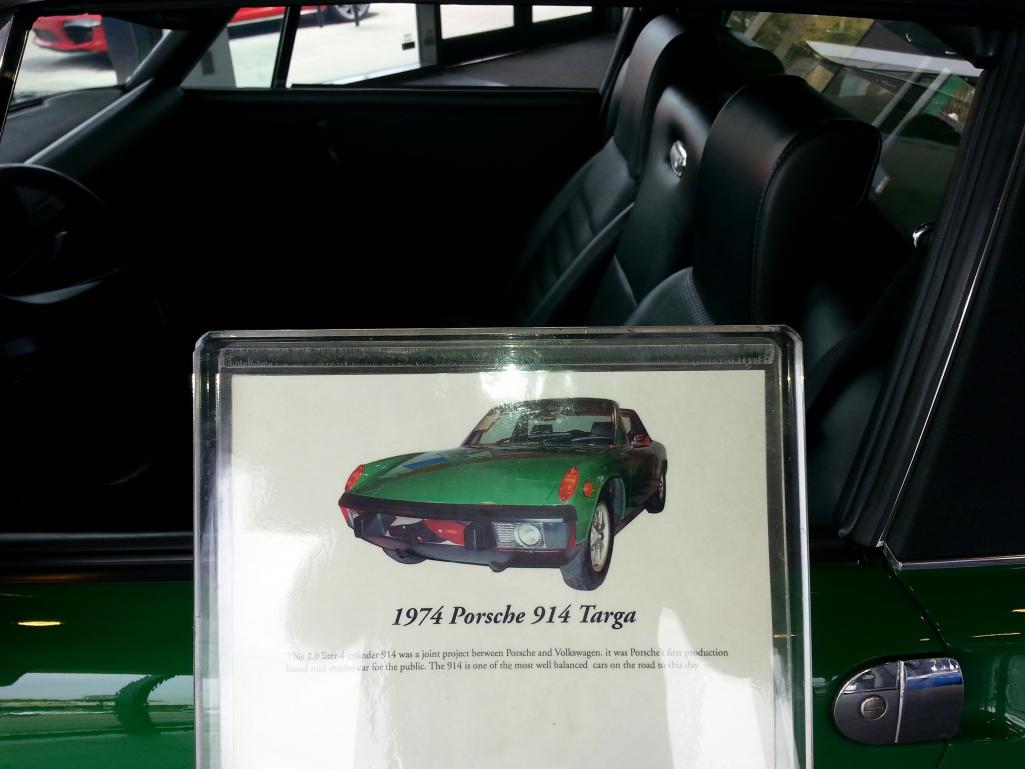 1974 Porsche 914 Targa
This 2.0 liter 4 cylinder 914 was a joint project between Porsche and Volkswagen. it was Porsche's first production
based mid-engine car for the public. The 914 is one of the most well balanced cars on the road to this day